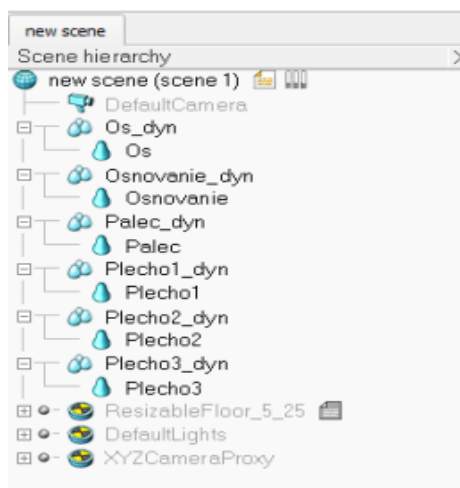 new scene
Scene hierarchy
new scene (scene 1)
DefaultCamera
Os_dyn
Os
Osnovanie_dyn
Osnovanie
Palec_dyn
Palec
Plecho1_dyn
Plecho1
Plecho2_dyn
Plecho2
Plecho3_dyn
Plecho3
ResizableFloor_5_25
DefaultLights
XYZCameraProxy